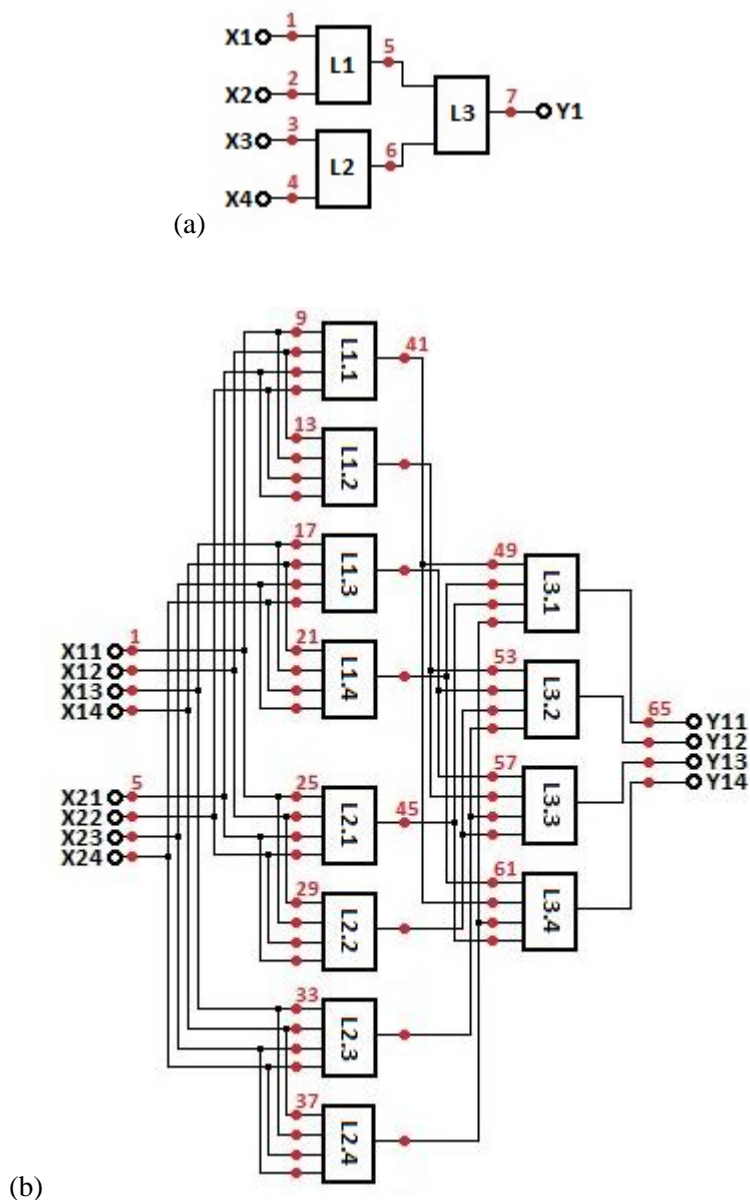 X1 1
5
L1
X2 2
7
L3 Y1
X3 3
6
L2
X4 4
(a)
9
L1.1
41
13
L1.2
17
L1.3
49
L3.1
21
L1.4
X11 1
X12
X13
X14
53
L3.2
65
Y11
Y12
Y13
Y14
X21 5
X22
X23
X24
25
L2.1
45
57
L3.3
29
L2.2
61
L3.4
33
L2.3
37
L2.4
(b)